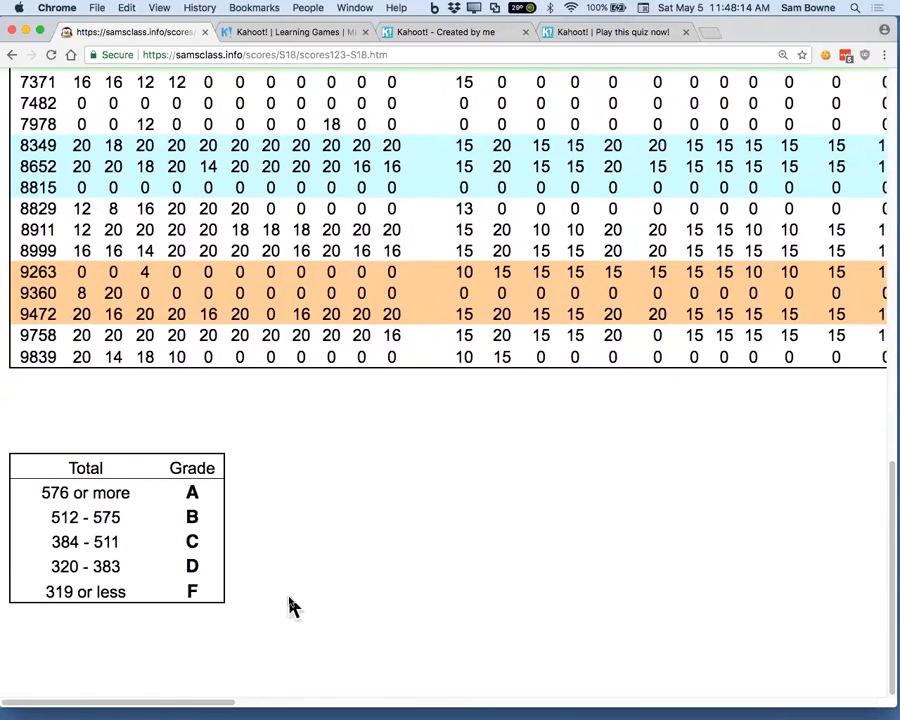 Chrome File Edit View History Bookmarks People Window Help 29° 100% Sat May 5 11:48:14 AM Sam Bowne
https://samsclass.info/scores/ Kahoot! | Learning Games | Ma Kahoot! - Created by me Kahoot! | Play this quiz now!
Secure https://samsclass.info/scores/S18/scores123-S18.htm
7371 16 16 12 12 0 0 0 0 0 0 0 15 0 0 0 0 0 0 0 0 0 0 0
7482 0 0 0 0 0 0 0 0 0 0 0 0 0 0 0 0 0 0 0 0 0 0 0
7978 0 0 12 0 0 0 0 0 18 0 0 0 0 0 0 0 0 0 0 0 0 0 0
8349 20 18 20 20 20 20 20 20 20 20 20 15 20 15 15 20 20 15 15 15 15 15 1
8652 20 20 18 20 14 20 20 20 20 16 16 15 20 15 15 20 15 15 15 15 15 15 1
8815 0 0 0 0 0 0 0 0 0 0 0 0 0 0 0 0 0 0 0 0 0 0 0
8829 12 8 16 20 20 20 0 0 0 0 0 13 0 0 0 0 0 0 0 0 0 0 0
8911 12 20 20 20 20 18 18 18 20 20 20 15 20 10 10 20 20 15 15 10 10 15 1
8999 16 16 14 20 20 20 20 16 20 16 16 15 20 15 15 20 20 15 15 15 15 15 1
9263 0 0 4 0 0 0 0 0 0 0 0 10 15 15 15 15 15 15 15 10 10 15 1
9360 8 20 0 0 0 0 0 0 0 0 0 0 0 0 0 0 0 0 0 0 0 0 0
9472 20 16 20 20 16 20 0 16 20 20 20 15 20 15 15 20 20 15 15 15 15 15 1
9758 20 20 20 20 20 20 20 20 20 20 16 15 20 15 15 20 0 15 15 15 15 15 1
9839 20 14 18 10 0 0 0 0 0 0 0 10 15 0 0 0 0 0 0 0 0 0 0
Total Grade
576 or more A
512 - 575 B
384 - 511 C
320 - 383 D
319 or less F